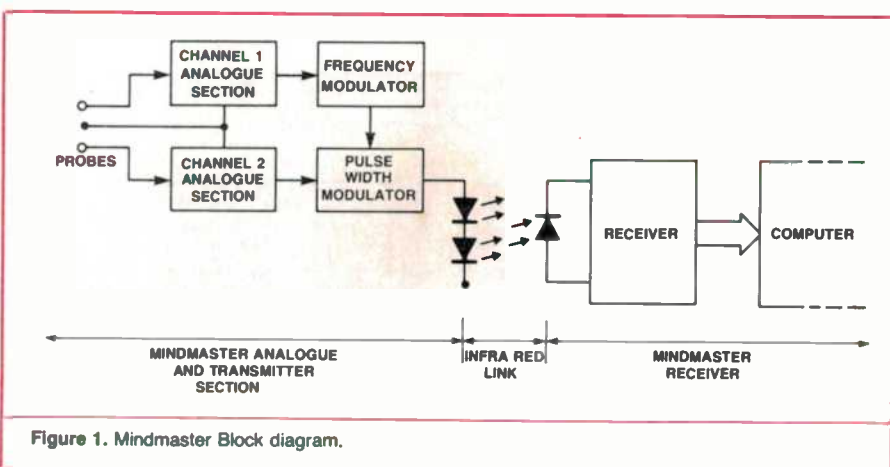 CHANNEL 1
ANALOGUE
SECTION
FREQUENCY
MODULATOR
PROBES
CHANNEL 2
ANALOGUE
SECTION
PULSE
WIDTH
MODULATOR
RECEIVER
COMPUTER
MINDMASTER ANALOGUE
AND TRANSMITTER
SECTION
INFRA RED
LINK
MINDMASTER
RECEIVER
Figure 1. Mindmaster Block diagram.